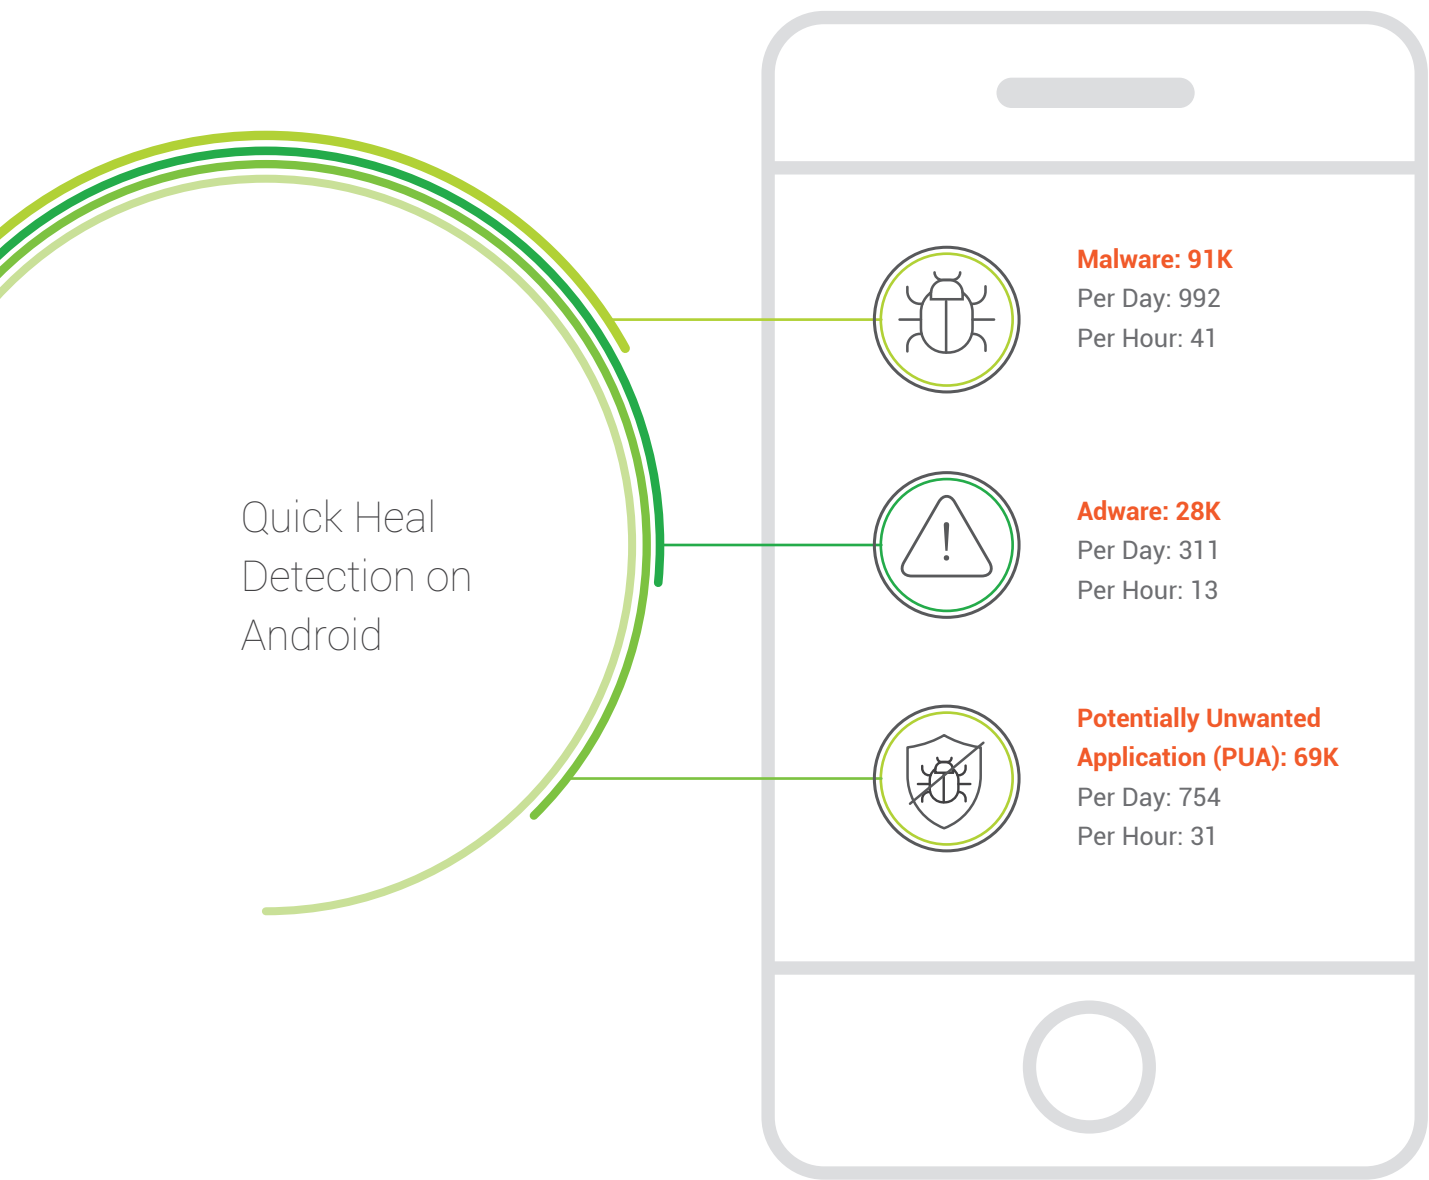 Quick Heal
Detection on
Android
Malware: 91K
Per Day: 992
Per Hour: 41
Adware: 28K
Per Day: 311
Per Hour: 13
Potentially Unwanted
Application (PUA): 69K
Per Day: 754
Per Hour: 31